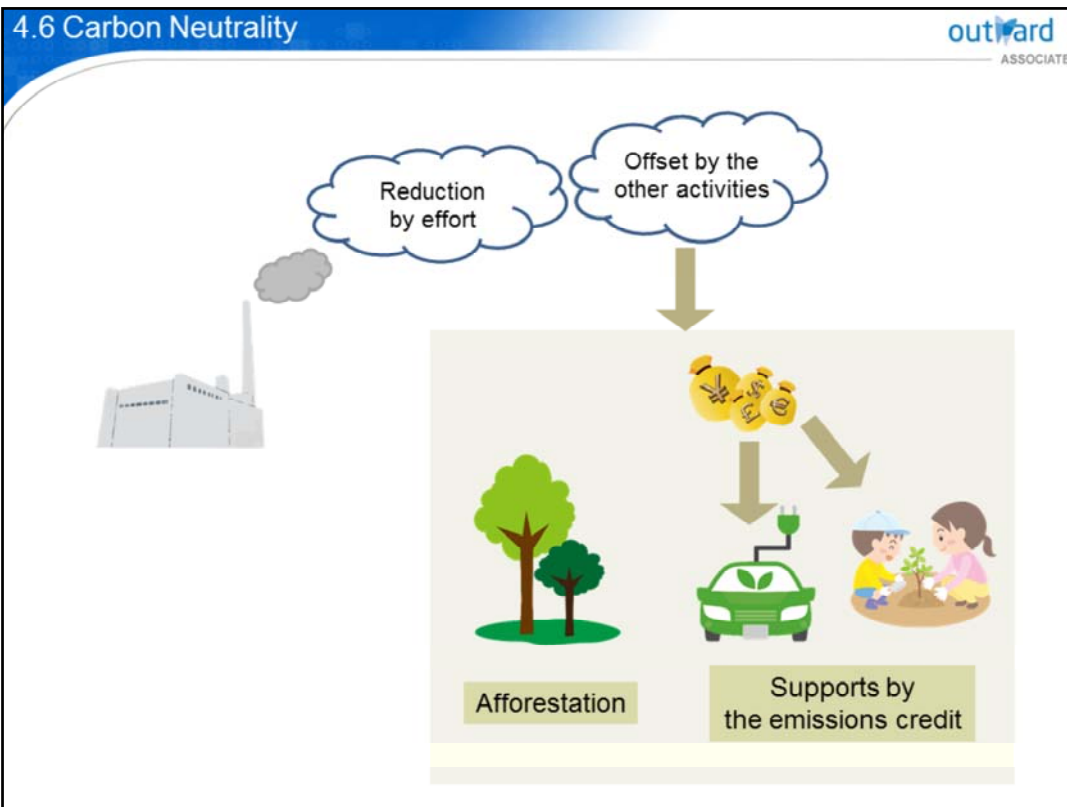 4.6 Carbon Neutrality
outward
ASSOCIATE
Reduction
by effort
Offset by the
other activities
¥
$
£
€
Afforestation
Supports by
the emissions credit